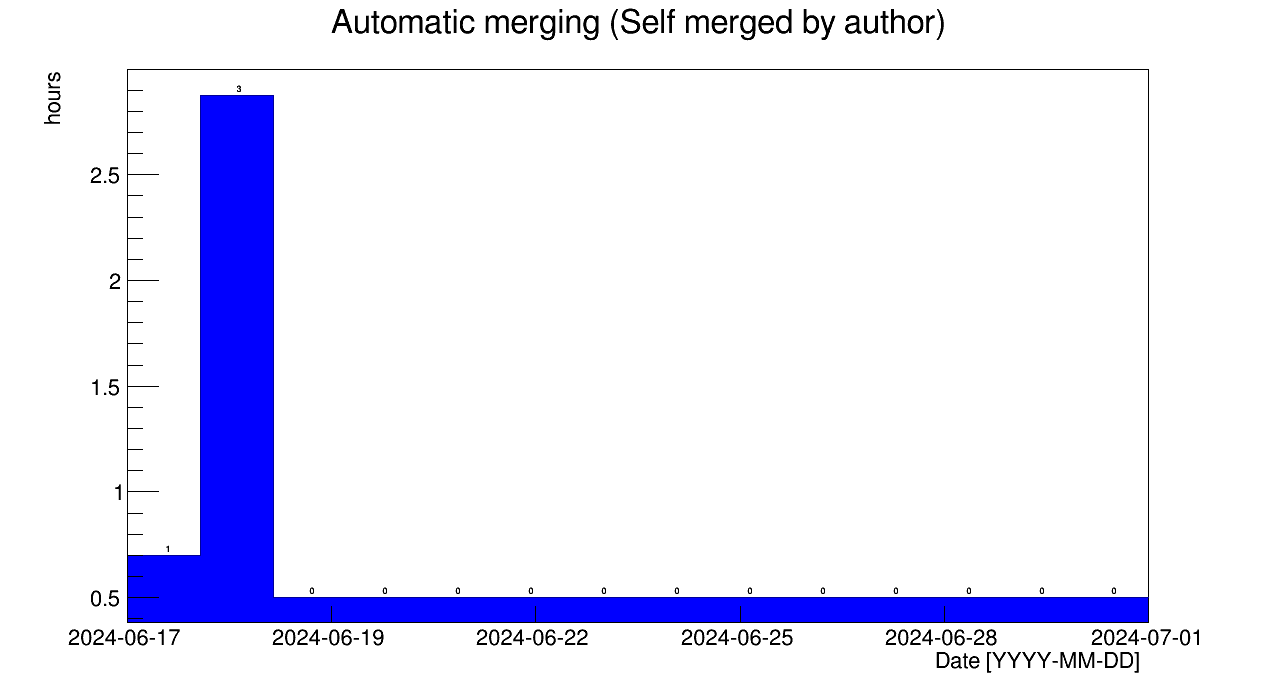 Automatic merging (Self merged by author)
hours
3
2.5
2
1.5
1
1
0.5
0 0 0 0 0 0 0 0 0 0 0 0
2024-06-17 2024-06-19 2024-06-22 2024-06-25 2024-06-28 2024-07-01
Date [YYYY-MM-DD]